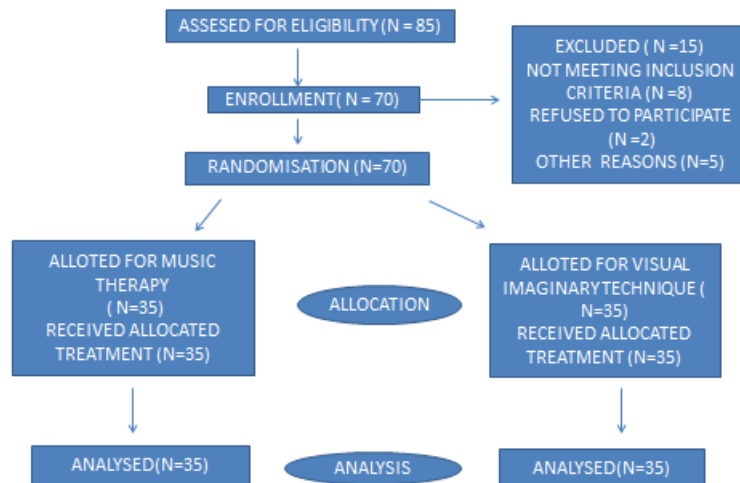 ASSESED FOR ELIGIBILITY (N = 85)
EXCLUDED ( N =15)
NOT MEETING INCLUSION
CRITERIA (N =8)
REFUSED TO PARTICIPATE
(N =2)
OTHER REASONS (N=5)
ENROLLMENT( N = 70)
RANDOMISATION (N=70)
ALLOTED FOR MUSIC
THERAPY
( N=35)
RECEIVED ALLOCATED
TREATMENT (N=35)
ALLOCATION
ALLOTED FOR VISUAL
IMAGINARY TECHNIQUE (
N=35)
RECEIVED ALLOCATED
TREATMENT (N=35)
ANALYSED(N=35)
ANALYSIS
ANALYSED(N=35)